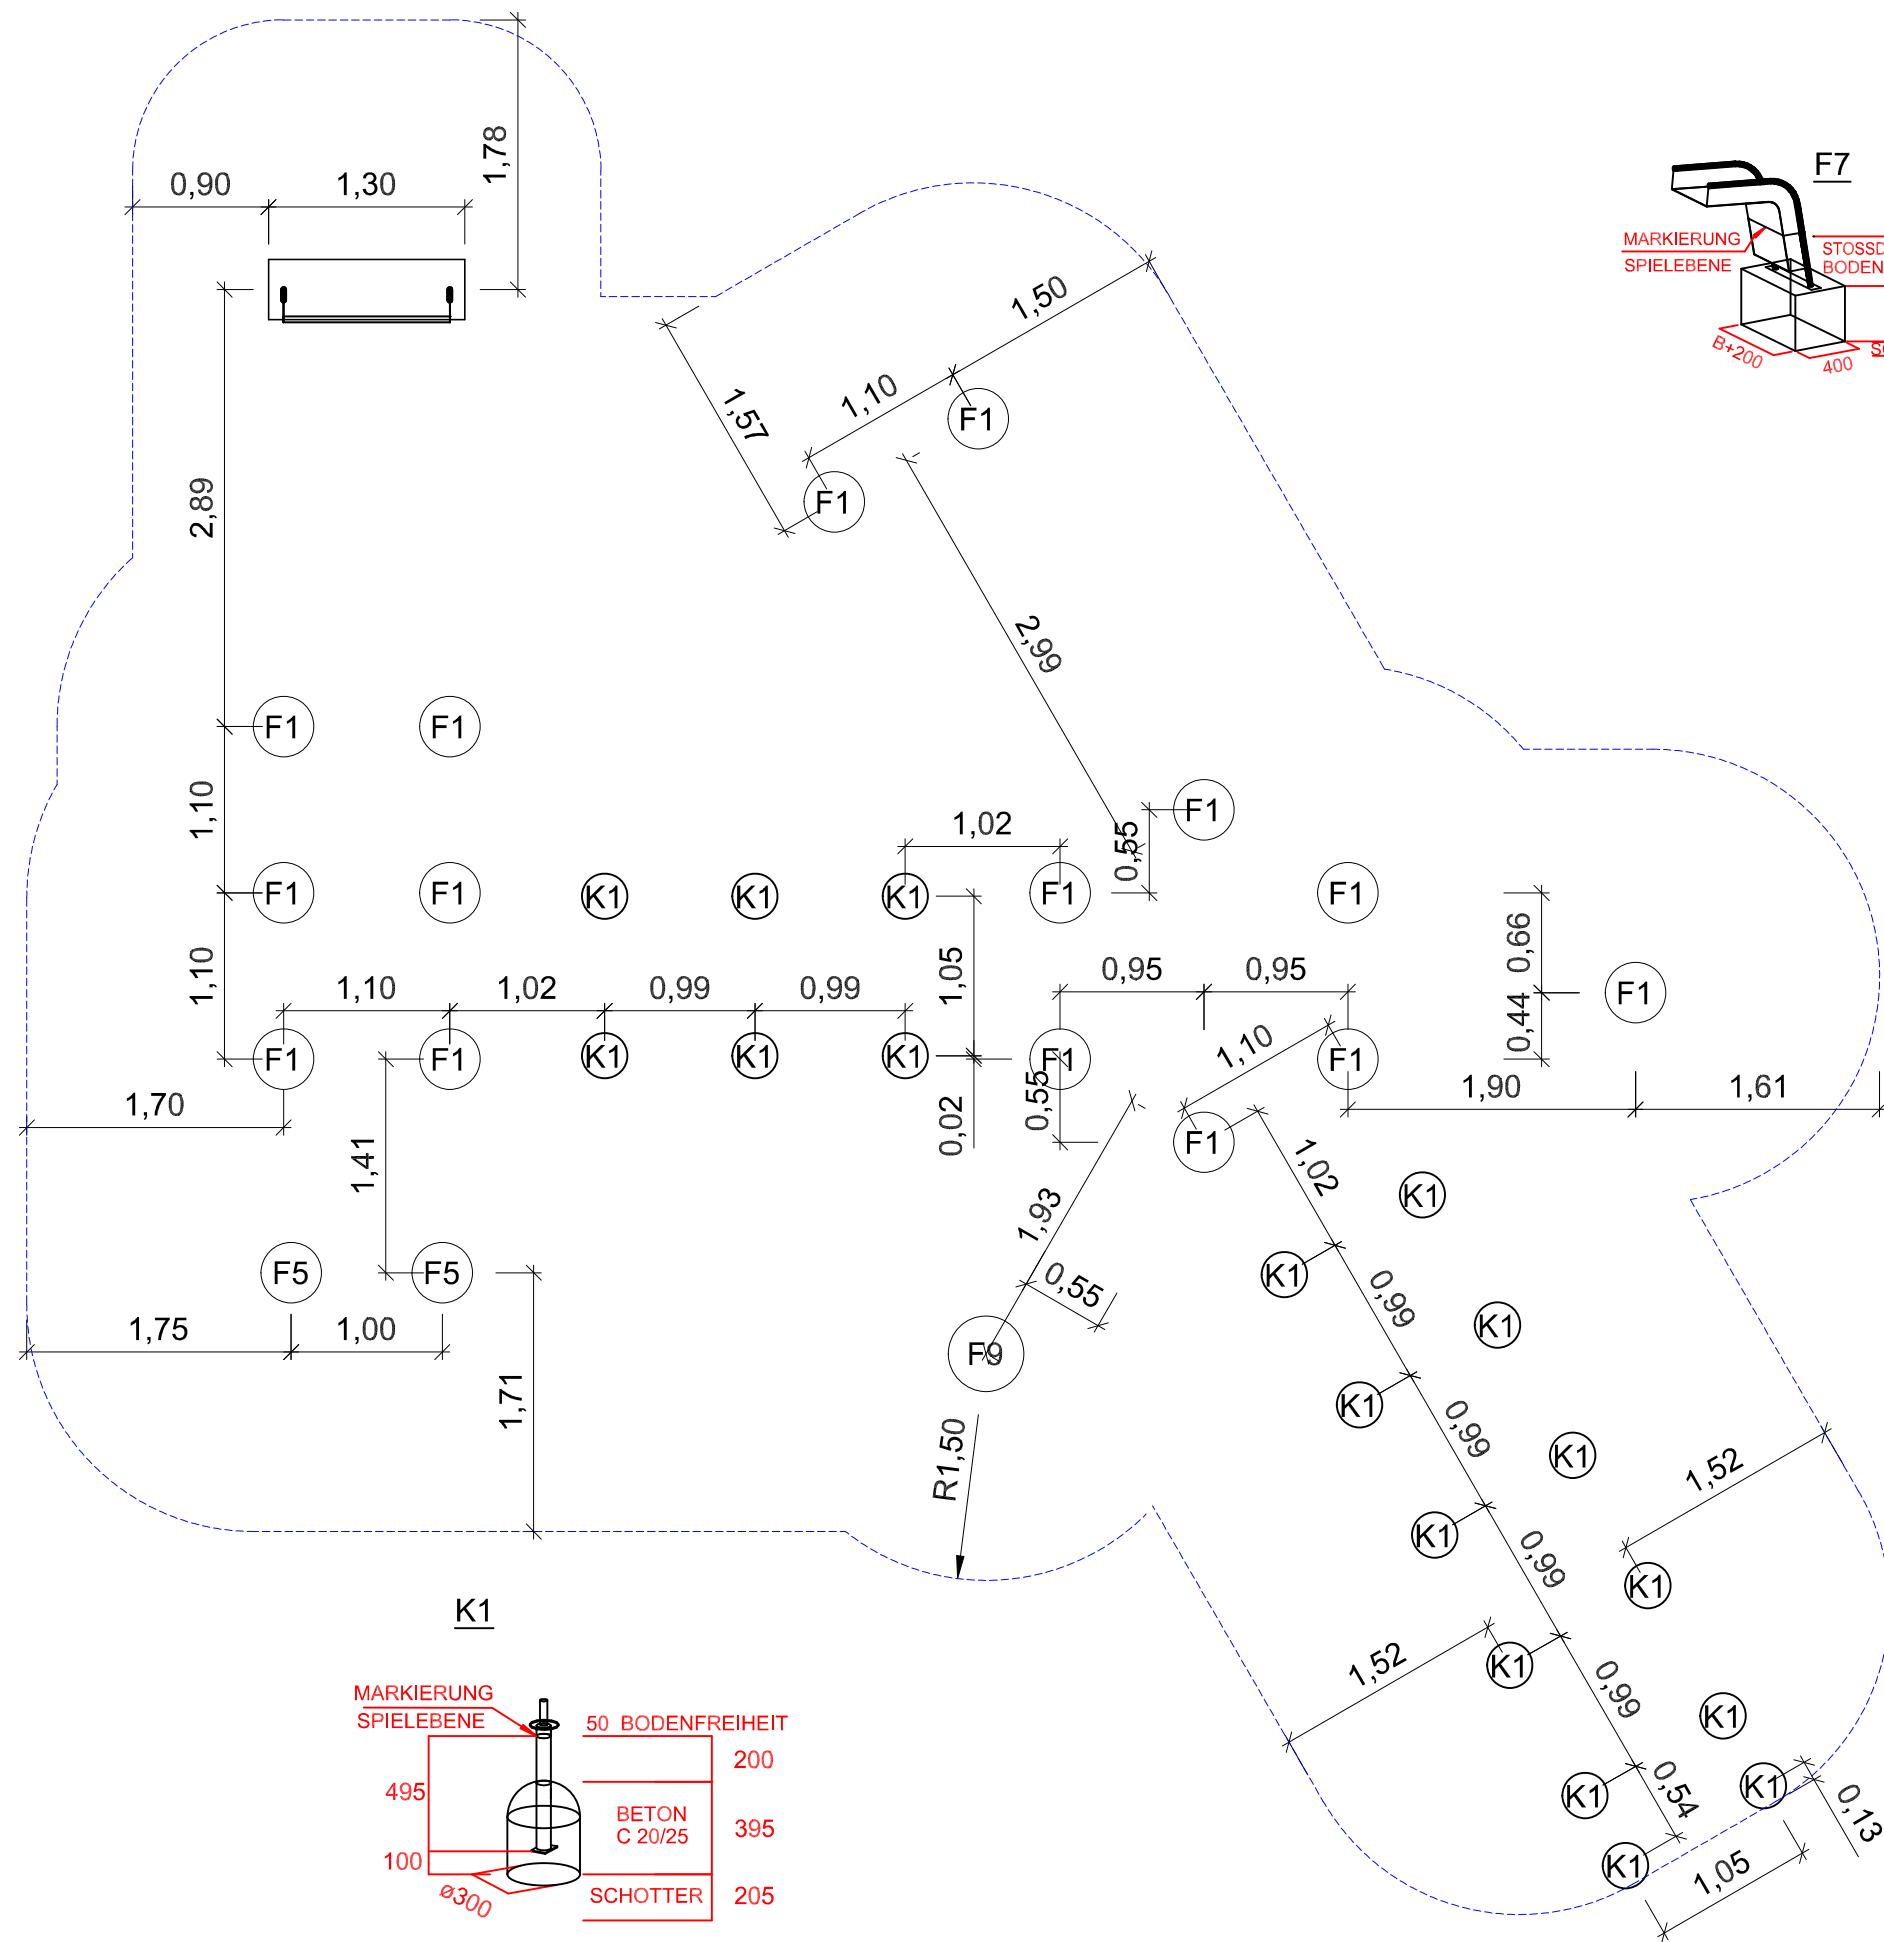 1,78
0,90
1,30
F7
MARKIERUNG
SPIELEBENE
STOSSD
BODEN
B+200
400
1,50
1,10
1,57
F1
F1
2,89
2,99
F1
F1
F1
1,10
1,02
0,55
F1
F1
K1
K1
K1
F1
F1
0,66
1,10
1,10
1,02
0,99
0,99
1,05
0,95
0,95
0,44
F1
F1
F1
K1
K1
K1
F1
F1
1,10
0,55
0,02
1,70
1,41
1,90
1,61
F1
1,02
K1
1,93
K1
F5
F5
0,55
0,99
K1
1,75
1,00
F9
K1
1,71
R1,50
0,99
K1
1,52
K1
0,99
K1
1,52
K1
0,99
K1
K1
0,54
K1
0,13
K1
1,05
K1
MARKIERUNG
SPIELEBENE
50 BODENFREIHEIT
200
495
BETON
C 20/25
395
100
ø300
SCHOTTER
205